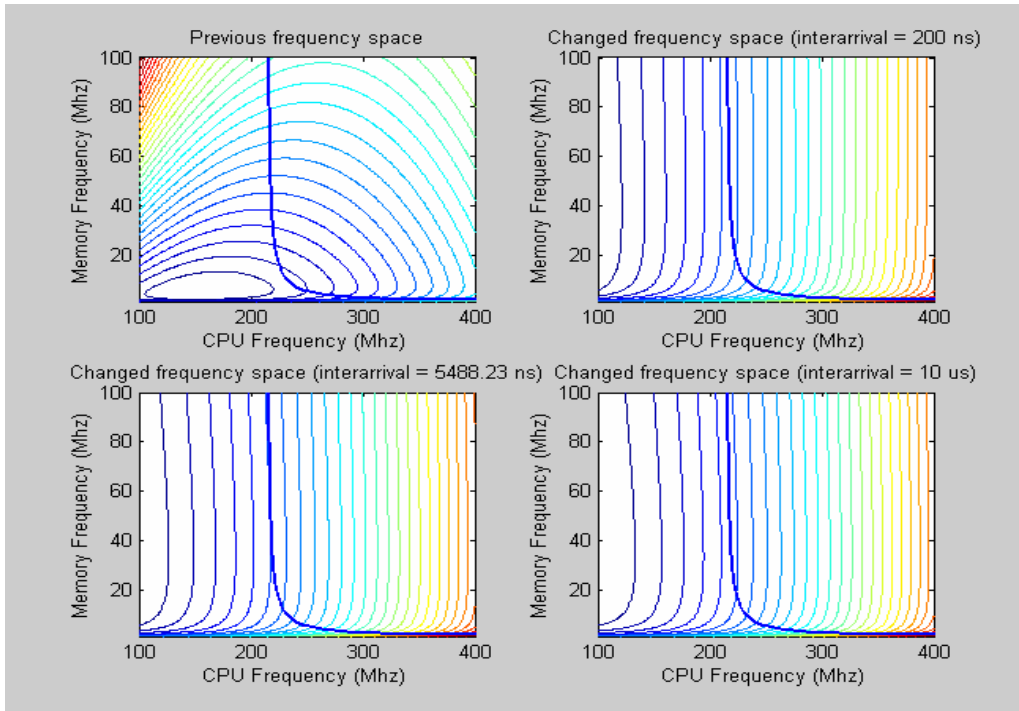 Previous frequency space
Changed frequency space (interarrival = 200 ns)
100
80
60
40
20
Memory Frequency (Mhz)
100 200 300 400
CPU Frequency (Mhz)
100
80
60
40
20
Memory Frequency (Mhz)
100 200 300 400
CPU Frequency (Mhz)
Changed frequency space (interarrival = 5488.23 ns)
Changed frequency space (interarrival = 10 us)
100
80
60
40
20
Memory Frequency (Mhz)
100 200 300 400
CPU Frequency (Mhz)
100
80
60
40
20
Memory Frequency (Mhz)
100 200 300 400
CPU Frequency (Mhz)